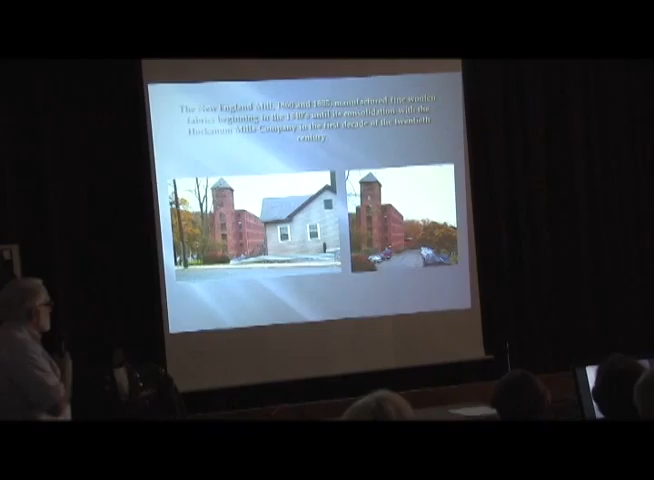 The New England Mill, 1860 and 1885, manufactured fine woolen
fabrics beginning in the 1840's until its consolidation with the
Hockanum Mills Company in the first decade of the twentieth
century.